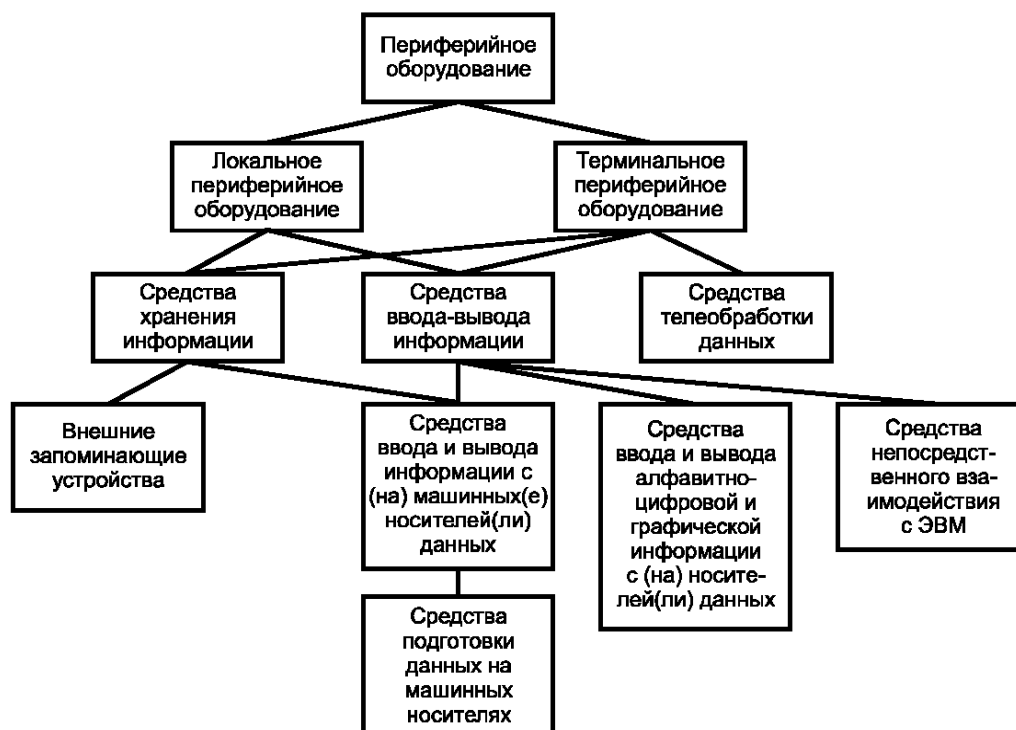 Периферийное
оборудование
Локальное
периферийное
оборудование
Терминальное
периферийное
оборудование
Средства
хранения
информации
Средства
ввода-вывода
информации
Средства
телеобработки
данных
Внешние
запоминающие
устройства
Средства
ввода и вывода
информации с
(на) машинных(е)
носителей(ли)
данных
Средства
ввода и вывода
алфавитно-
цифровой и
графической
информации
с (на) носите-
лей(ли) данных
Средства
непосредст-
венного вза-
имодействия
с ЭВМ
Средства
подготовки
данных на
машинных
носителях